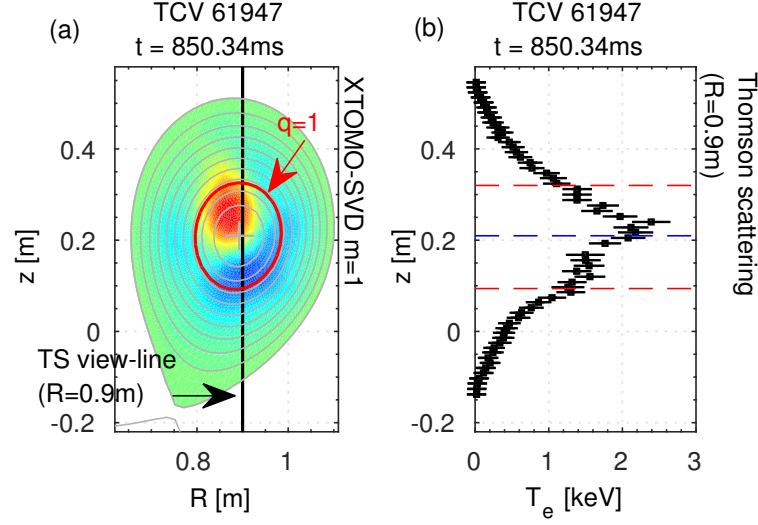 (a)
TCV 61947
t = 850.34ms
q=1
XTOMO-SVD m=1
TS view-line
(R=0.9m)
z [m]
0.4
0.2
0
-0.2
0.8
1
R [m]
(b)
TCV 61947
t = 850.34ms
Thomson scattering
(R=0.9m)
z [m]
0.4
0.2
0
-0.2
0
1
2
3
T_e [keV]